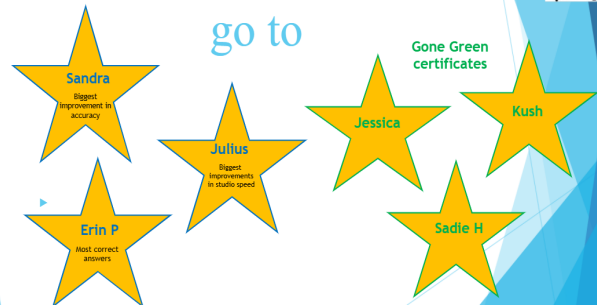 go to
Sandra
Biggest
improvement in
accuracy
Julius
Biggest
improvements
in studio speed
Erin P
Most correct
answers
Gone Green
certificates
Jessica
Kush
Sadie H